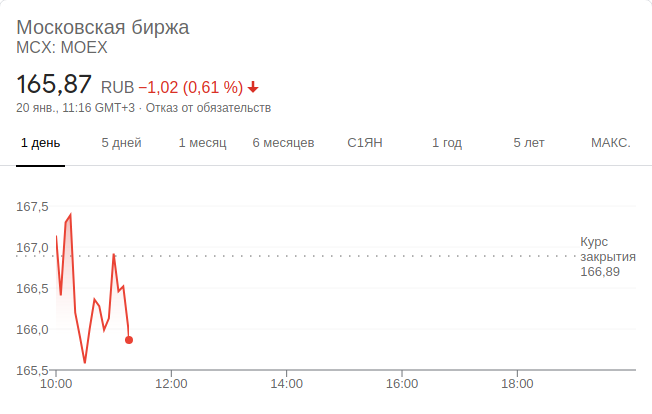 Московская биржа
MCX: MOEX
165,87 RUB −1,02 (0,61 %)
20 янв., 11:16 GMT+3 · Отказ от обязательств
1 день 5 дней 1 месяц 6 месяцев С1ЯН 1 год 5 лет МАКС.
167,5
167,0
166,5
166,0
165,5
Курс
закрытия
166,89
10:00 12:00 14:00 16:00 18:00